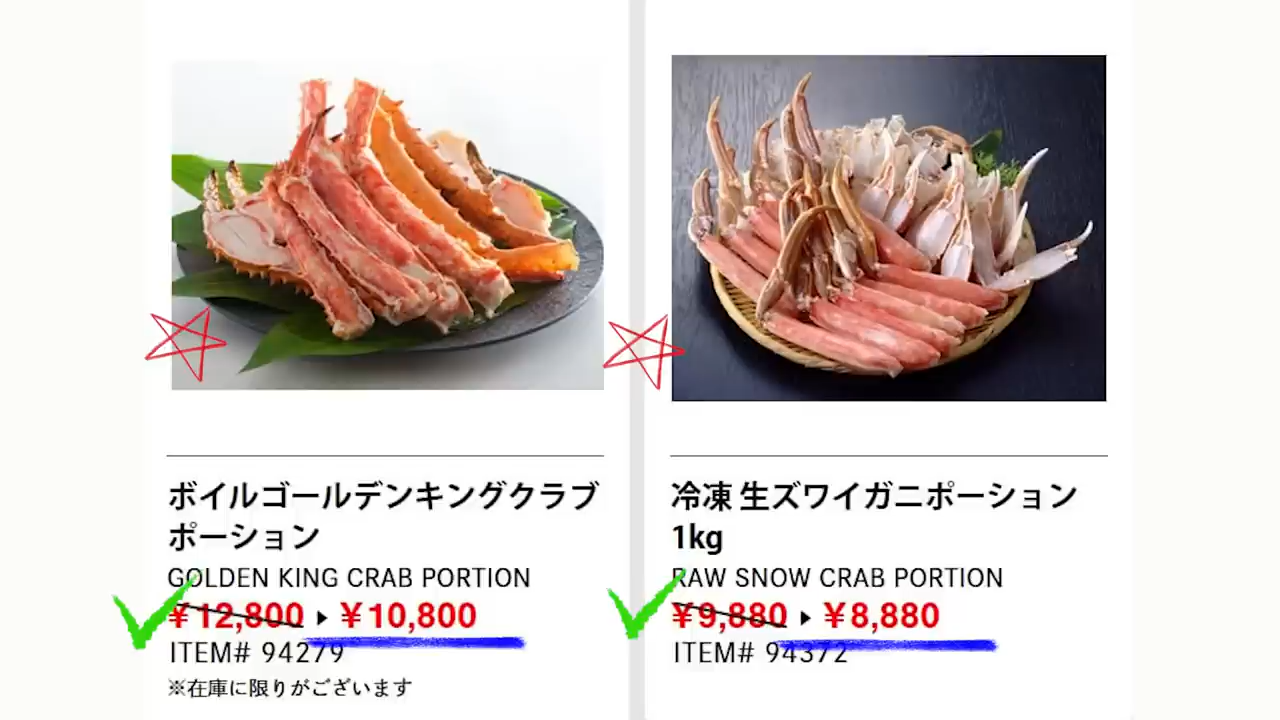 ボイルゴールデンキングクラブ
ポーション
GOLDEN KING CRAB PORTION
¥12,800 ▶ ¥10,800
ITEM# 94279
※在庫に限りがございます
冷凍 生ズワイガニポーション
1kg
RAW SNOW CRAB PORTION
¥9,880 ▶ ¥8,880
ITEM# 94372